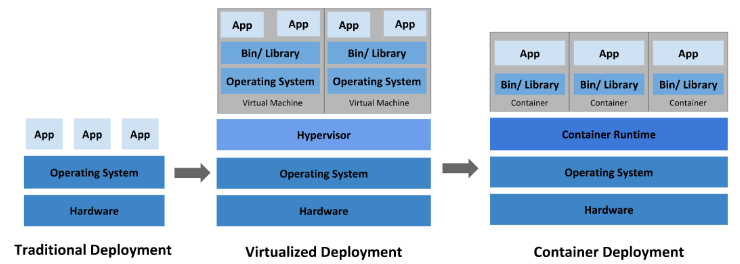 App
App
App
Operating System
Hardware
Traditional Deployment
App
App
Bin/ Library
Operating System
Virtual Machine
App
App
Bin/ Library
Operating System
Virtual Machine
Hypervisor
Operating System
Hardware
Virtualized Deployment
App
Bin/ Library
Container
App
Bin/ Library
Container
App
Bin/ Library
Container
Container Runtime
Operating System
Hardware
Container Deployment